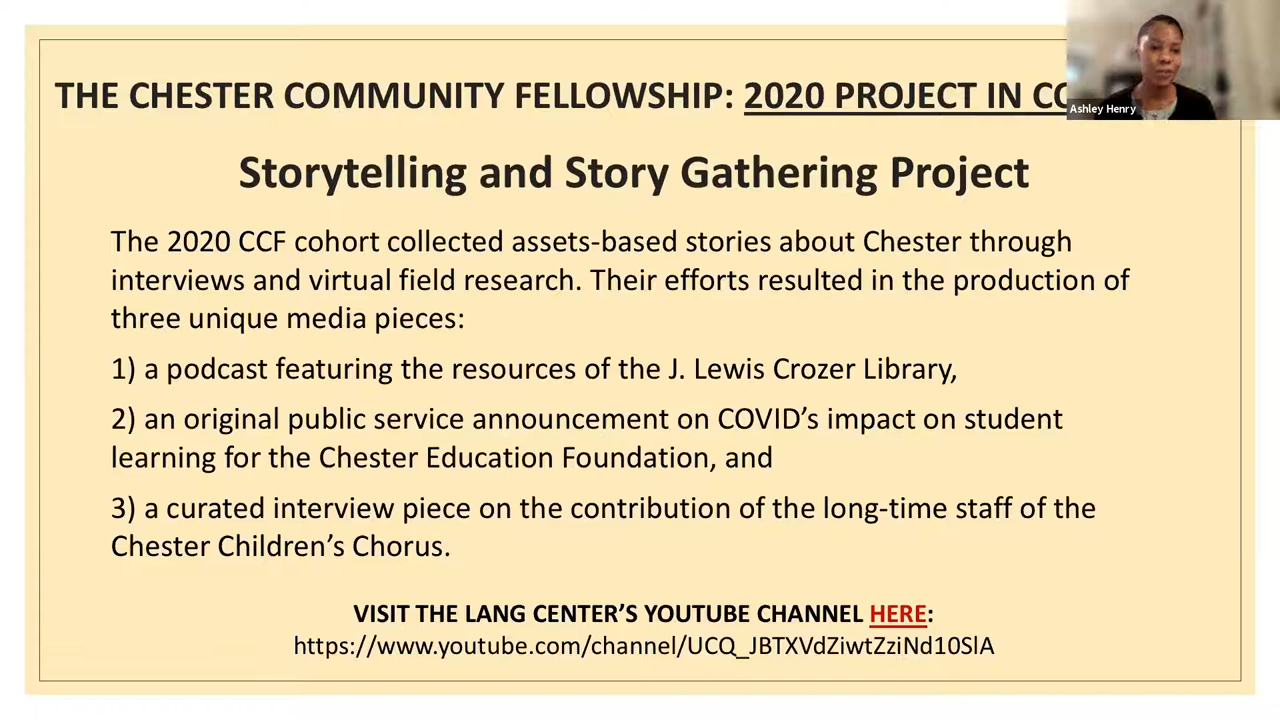 THE CHESTER COMMUNITY FELLOWSHIP: 2020 PROJECT IN
Ashley Henry
Storytelling and Story Gathering Project
The 2020 CCF cohort collected assets-based stories about Chester through
interviews and virtual field research. Their efforts resulted in the production of
three unique media pieces:
1) a podcast featuring the resources of the J. Lewis Crozer Library,
2) an original public service announcement on COVID’s impact on student
learning for the Chester Education Foundation, and
3) a curated interview piece on the contribution of the long-time staff of the
Chester Children’s Chorus.
VISIT THE LANG CENTER’S YOUTUBE CHANNEL HERE:
https://www.youtube.com/channel/UCQ_JBTXVdZiwtZziNd10SlA